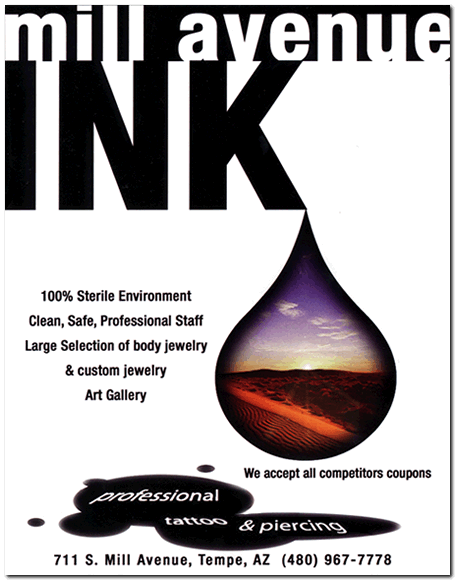 mill avenue
INK
100% Sterile Environment
Clean, Safe, Professional Staff
Large Selection of body jewelry
& custom jewelry
Art Gallery
We accept all competitors coupons
professional
tattoo & piercing
711 S. Mill Avenue, Tempe, AZ (480) 967-7778